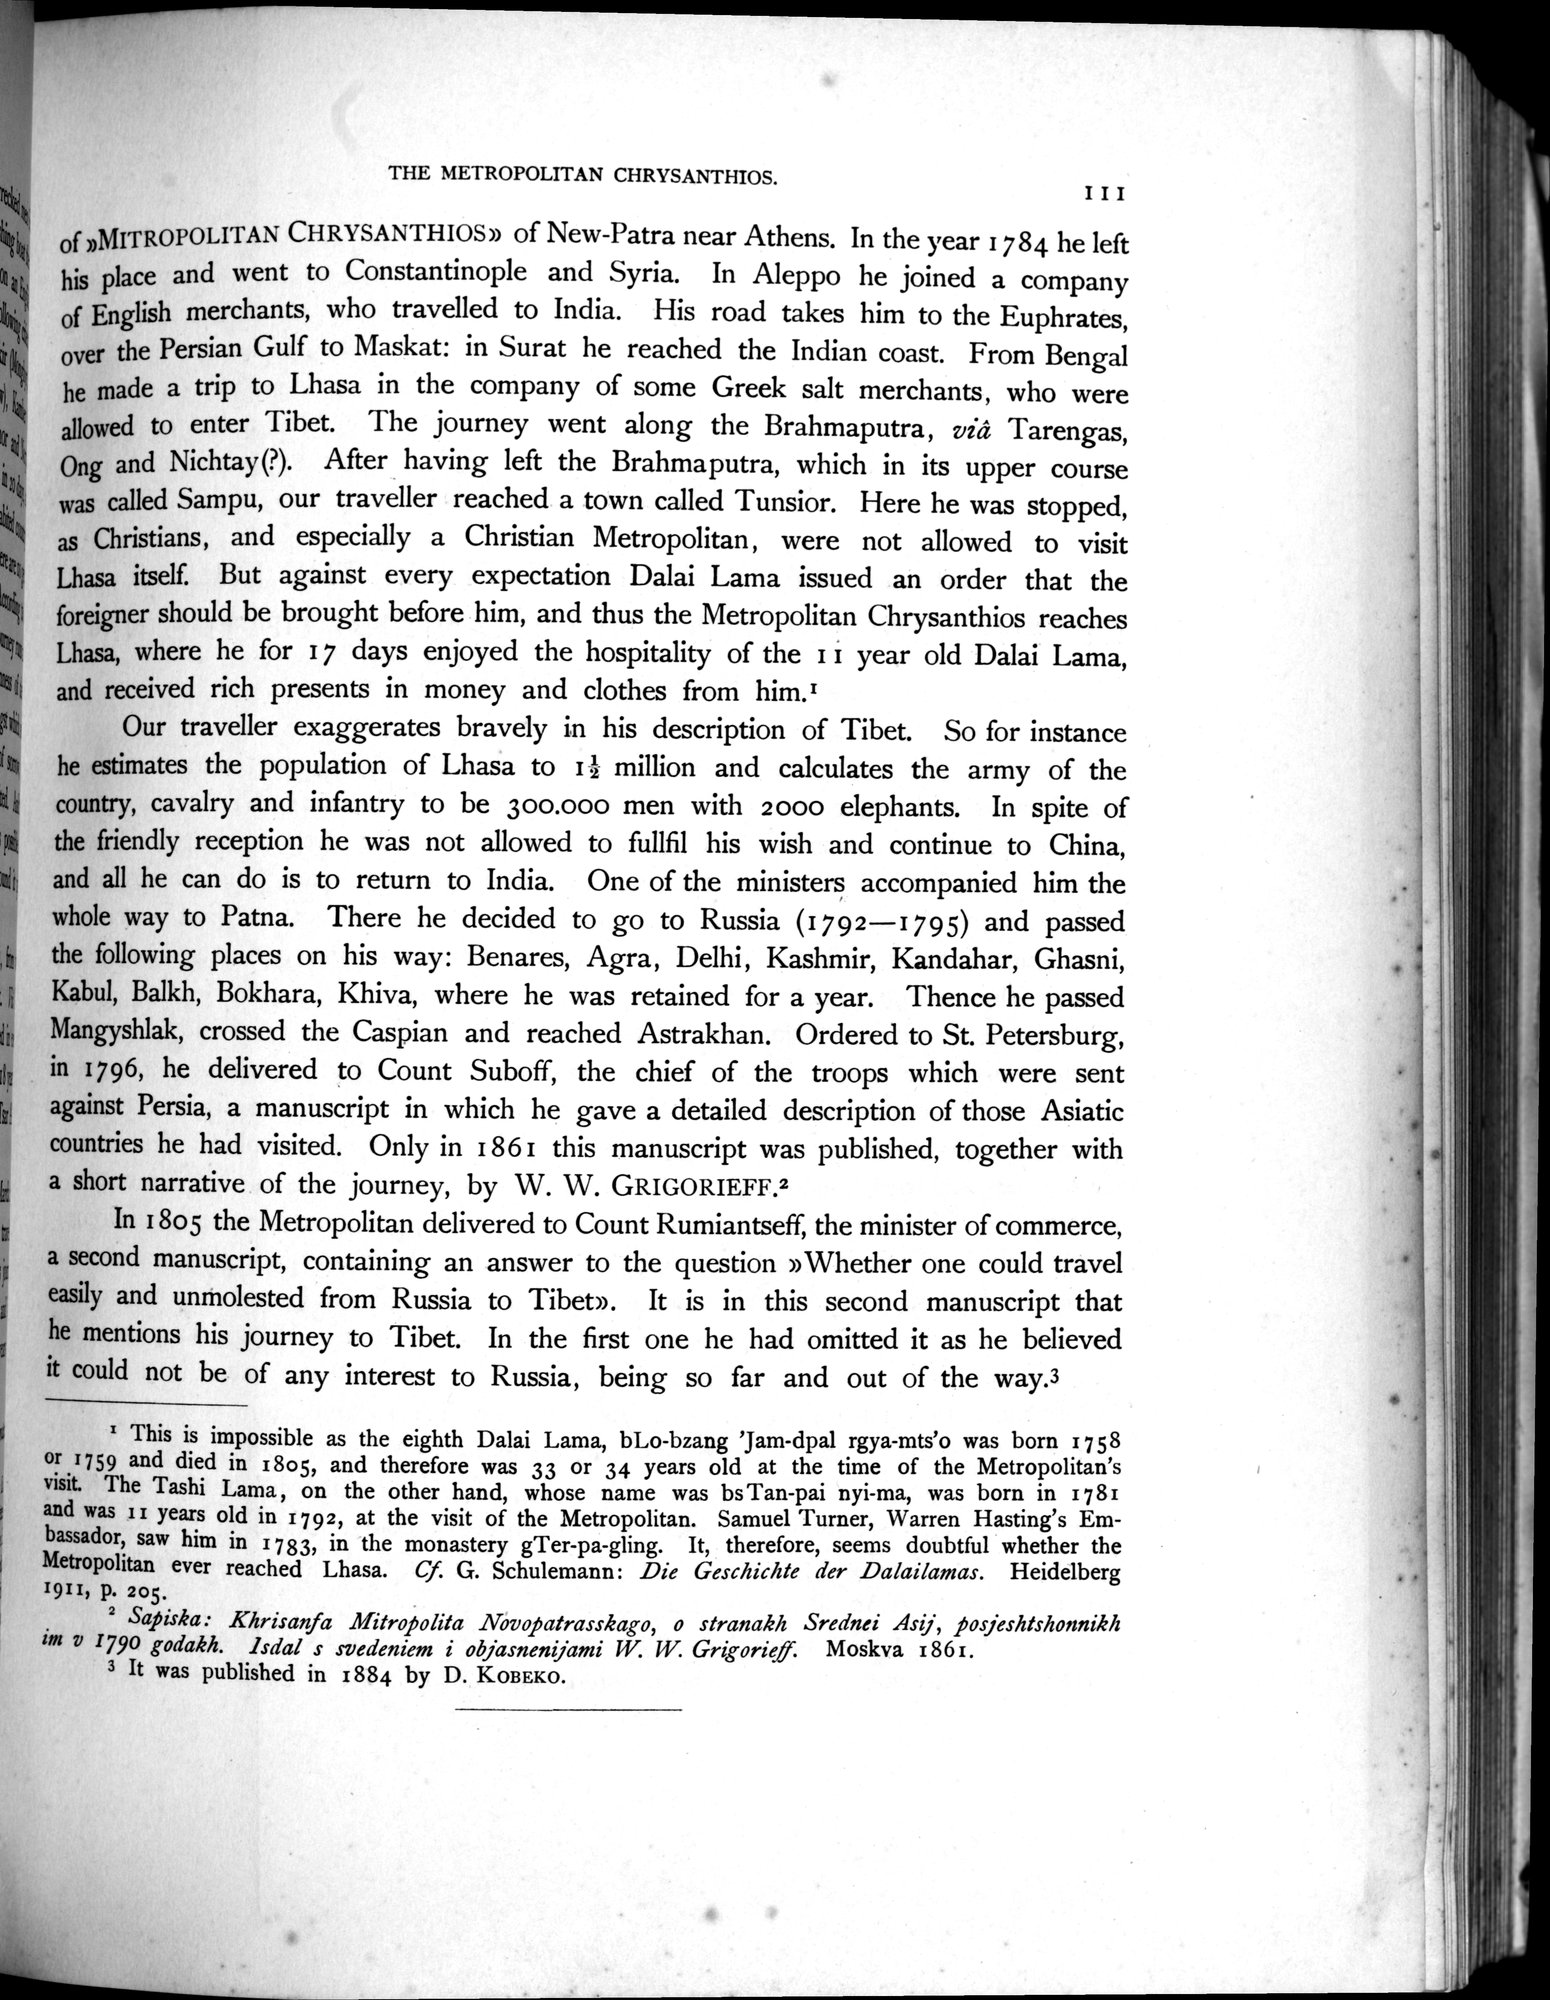 THE METROPOLITAN CHRYSANTHIOS.
111
of »MITROPOLITAN CHRYSANTHIOS» of New-Patra near Athens. In the year 1784 he left
his place and went to Constantinople and Syria. In Aleppo he joined a company
of English merchants, who travelled to India. His road takes him to the Euphrates,
over the Persian Gulf to Maskat: in Surat he reached the Indian coast. From Bengal
he made a trip to Lhasa in the company of some Greek salt merchants, who were
allowed to enter Tibet. The journey went along the Brahmaputra, viâ Tarengas,
Ong and Nichtay(?). After having left the Brahmaputra, which in its upper course
was called Sampu, our traveller reached a town called Tunsior. Here he was stopped,
as Christians, and especially a Christian Metropolitan, were not allowed to visit
Lhasa itself. But against every expectation Dalai Lama issued an order that the
foreigner should be brought before him, and thus the Metropolitan Chrysanthios reaches
Lhasa, where he for 17 days enjoyed the hospitality of the 11 year old Dalai Lama,
and received rich presents in money and clothes from him.¹
Our traveller exaggerates bravely in his description of Tibet. So for instance
he estimates the population of Lhasa to 1½ million and calculates the army of the
country, cavalry and infantry to be 300.000 men with 2000 elephants. In spite of
the friendly reception he was not allowed to fullfil his wish and continue to China,
and all he can do is to return to India. One of the ministers accompanied him the
whole way to Patna. There he decided to go to Russia (1792—1795) and passed
the following places on his way: Benares, Agra, Delhi, Kashmir, Kandahar, Ghasni,
Kabul, Balkh, Bokhara, Khiva, where he was retained for a year. Thence he passed
Mangyshlak, crossed the Caspian and reached Astrakhan. Ordered to St. Petersburg,
in 1796, he delivered to Count Suboff, the chief of the troops which were sent
against Persia, a manuscript in which he gave a detailed description of those Asiatic
countries he had visited. Only in 1861 this manuscript was published, together with
a short narrative of the journey, by W. W. GRIGORIEFF.²
In 1805 the Metropolitan delivered to Count Rumiantseff, the minister of commerce,
a second manuscript, containing an answer to the question »Whether one could travel
easily and unmolested from Russia to Tibet». It is in this second manuscript that
he mentions his journey to Tibet. In the first one he had omitted it as he believed
it could not be of any interest to Russia, being so far and out of the way.³
¹ This is impossible as the eighth Dalai Lama, bLo-bzang 'Jam-dpal rgya-mts'o was born 1758
or 1759 and died in 1805, and therefore was 33 or 34 years old at the time of the Metropolitan's
visit. The Tashi Lama, on the other hand, whose name was bsTan-pai nyi-ma, was born in 1781
and was 11 years old in 1792, at the visit of the Metropolitan. Samuel Turner, Warren Hasting's Em-
bassador, saw him in 1783, in the monastery gTer-pa-gling. It, therefore, seems doubtful whether the
Metropolitan ever reached Lhasa. Cf. G. Schulemann: Die Geschichte der Dalailamas. Heidelberg
1911, p. 205.
² Sapiska: Khrisanfa Mitropolita Novopatrasskago, o stranakh Srednei Asij, posjeshtshonnikh
im v 1790 godakh. Isdal s svedeniem i objasnenijami W. W. Grigorieff. Moskva 1861.
³ It was published in 1884 by D. KOBEKO.